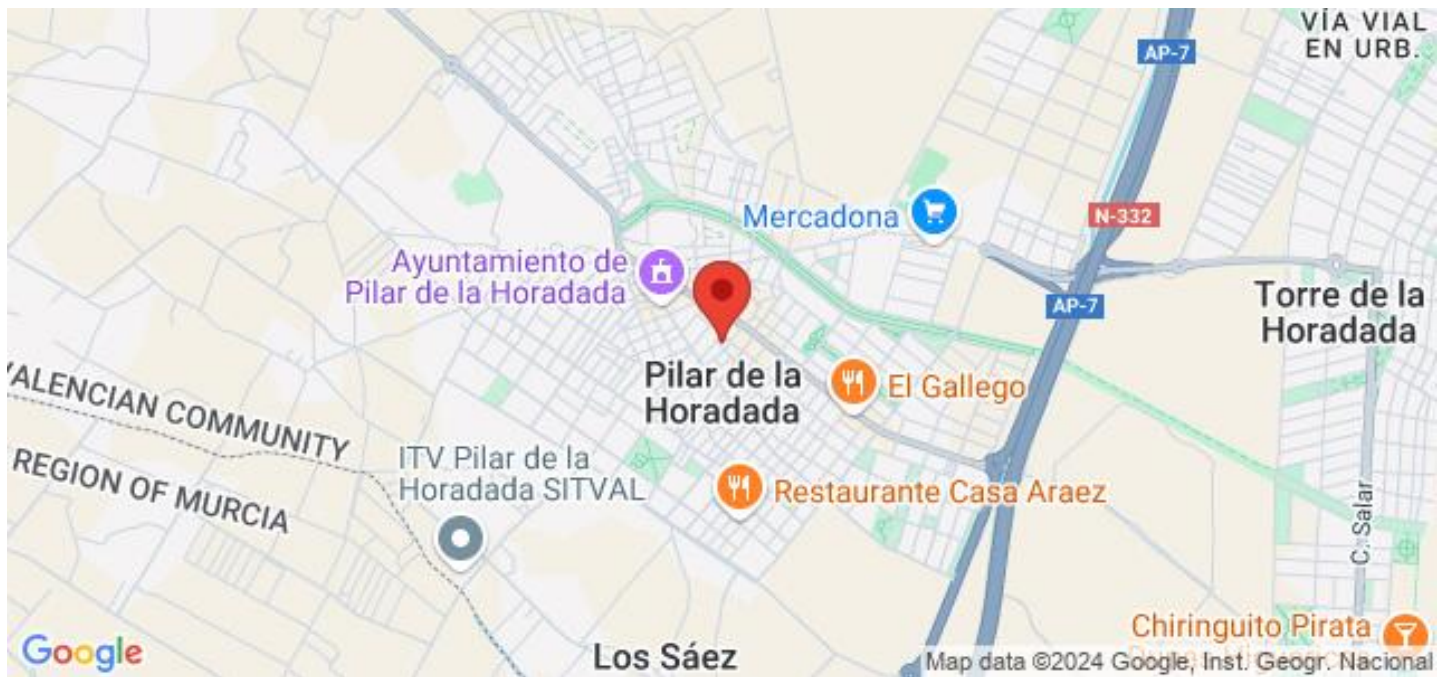 VÍA VIAL
EN URB.
AP-7
Mercadona
N-332
Ayuntamiento de
Pilar de la Horadada
AP-7
Torre de la
Horadada
Pilar de la
Horadada
El Gallego
VALENCIAN COMMUNITY
REGION OF MURCIA
ITV Pilar de la
Horadada SITVAL
Restaurante Casa Araez
C. Salar
Chiringuito Pirata
Los Sáez
Google
Map data ©2024 Google, Inst. Geogr. Nacional